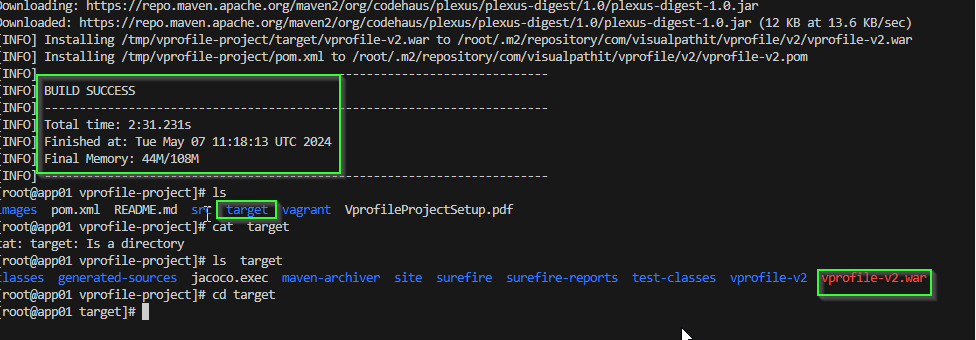 Downloading: https://repo.maven.apache.org/maven2/org/codehaus/plexus/plexus-digest/1.0/plexus-digest-1.0.jar
Downloaded: https://repo.maven.apache.org/maven2/org/codehaus/plexus/plexus-digest/1.0/plexus-digest-1.0.jar (12 KB at 13.6 KB/sec)
[INFO] Installing /tmp/vprofile-project/target/vprofile-v2.war to /root/.m2/repository/com/visualpathit/vprofile/v2/vprofile-v2.war
[INFO] Installing /tmp/vprofile-project/pom.xml to /root/.m2/repository/com/visualpathit/vprofile/v2/vprofile-v2.pom
[INFO] ------------------------------------------------------------------------
[INFO] BUILD SUCCESS
[INFO] ------------------------------------------------------------------------
[INFO] Total time: 2:31.231s
[INFO] Finished at: Tue May 07 11:18:13 UTC 2024
[INFO] Final Memory: 44M/108M
[INFO] ------------------------------------------------------------------------
[root@app01 vprofile-project]# ls
images  pom.xml  README.md  src  target  vagrant  VprofileProjectSetup.pdf
[root@app01 vprofile-project]# cat  target
cat: target: Is a directory
[root@app01 vprofile-project]# ls  target
classes  generated-sources  jacoco.exec  maven-archiver  site  surefire  surefire-reports  test-classes  vprofile-v2  vprofile-v2.war
[root@app01 vprofile-project]# cd target
[root@app01 target]#